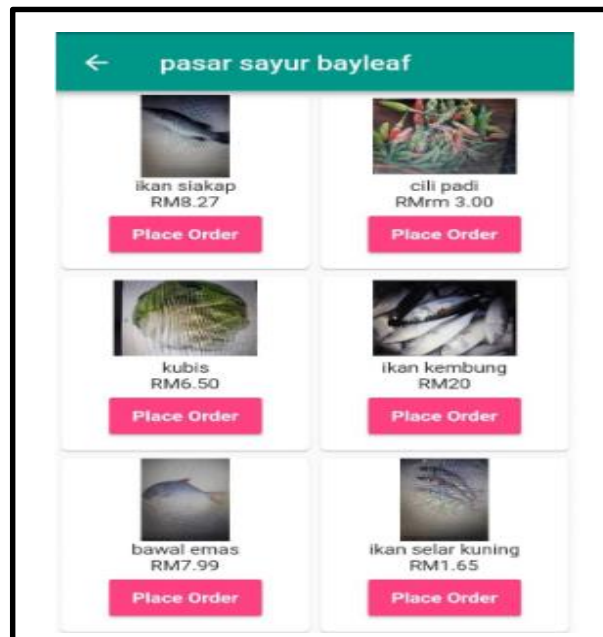 pasar sayur bayleaf
ikan siakap
RM8.27
Place Order
cili padi
RMrm 3.00
Place Order
kubis
RM6.50
Place Order
ikan kembung
RM20
Place Order
bawal emas
RM7.99
Place Order
ikan selar kuning
RM1.65
Place Order